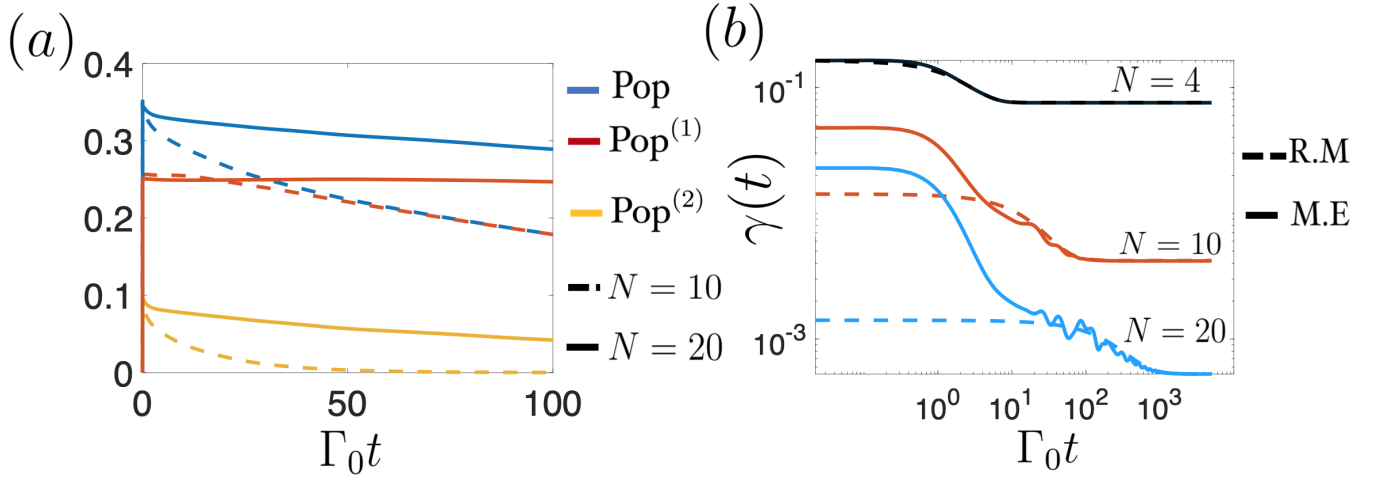 (a)
0.4
0.3
0.2
0.1
0
0
50
100
Γ₀t
Pop
Pop⁽¹⁾
Pop⁽²⁾
N = 10
N = 20
(b)
γ(t)
10⁻¹
10⁻³
N = 4
N = 10
N = 20
10⁰
10¹
10²
10³
Γ₀t
R.M
M.E